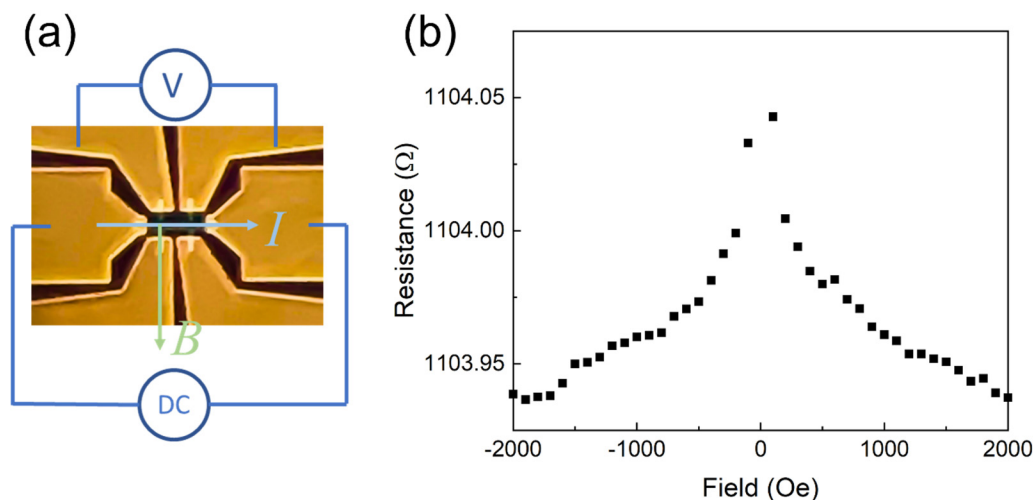 (a)
V
I
B
DC
(b)
Resistance (Ω)
1104.05
1104.00
1103.95
-2000
-1000
0
1000
2000
Field (Oe)